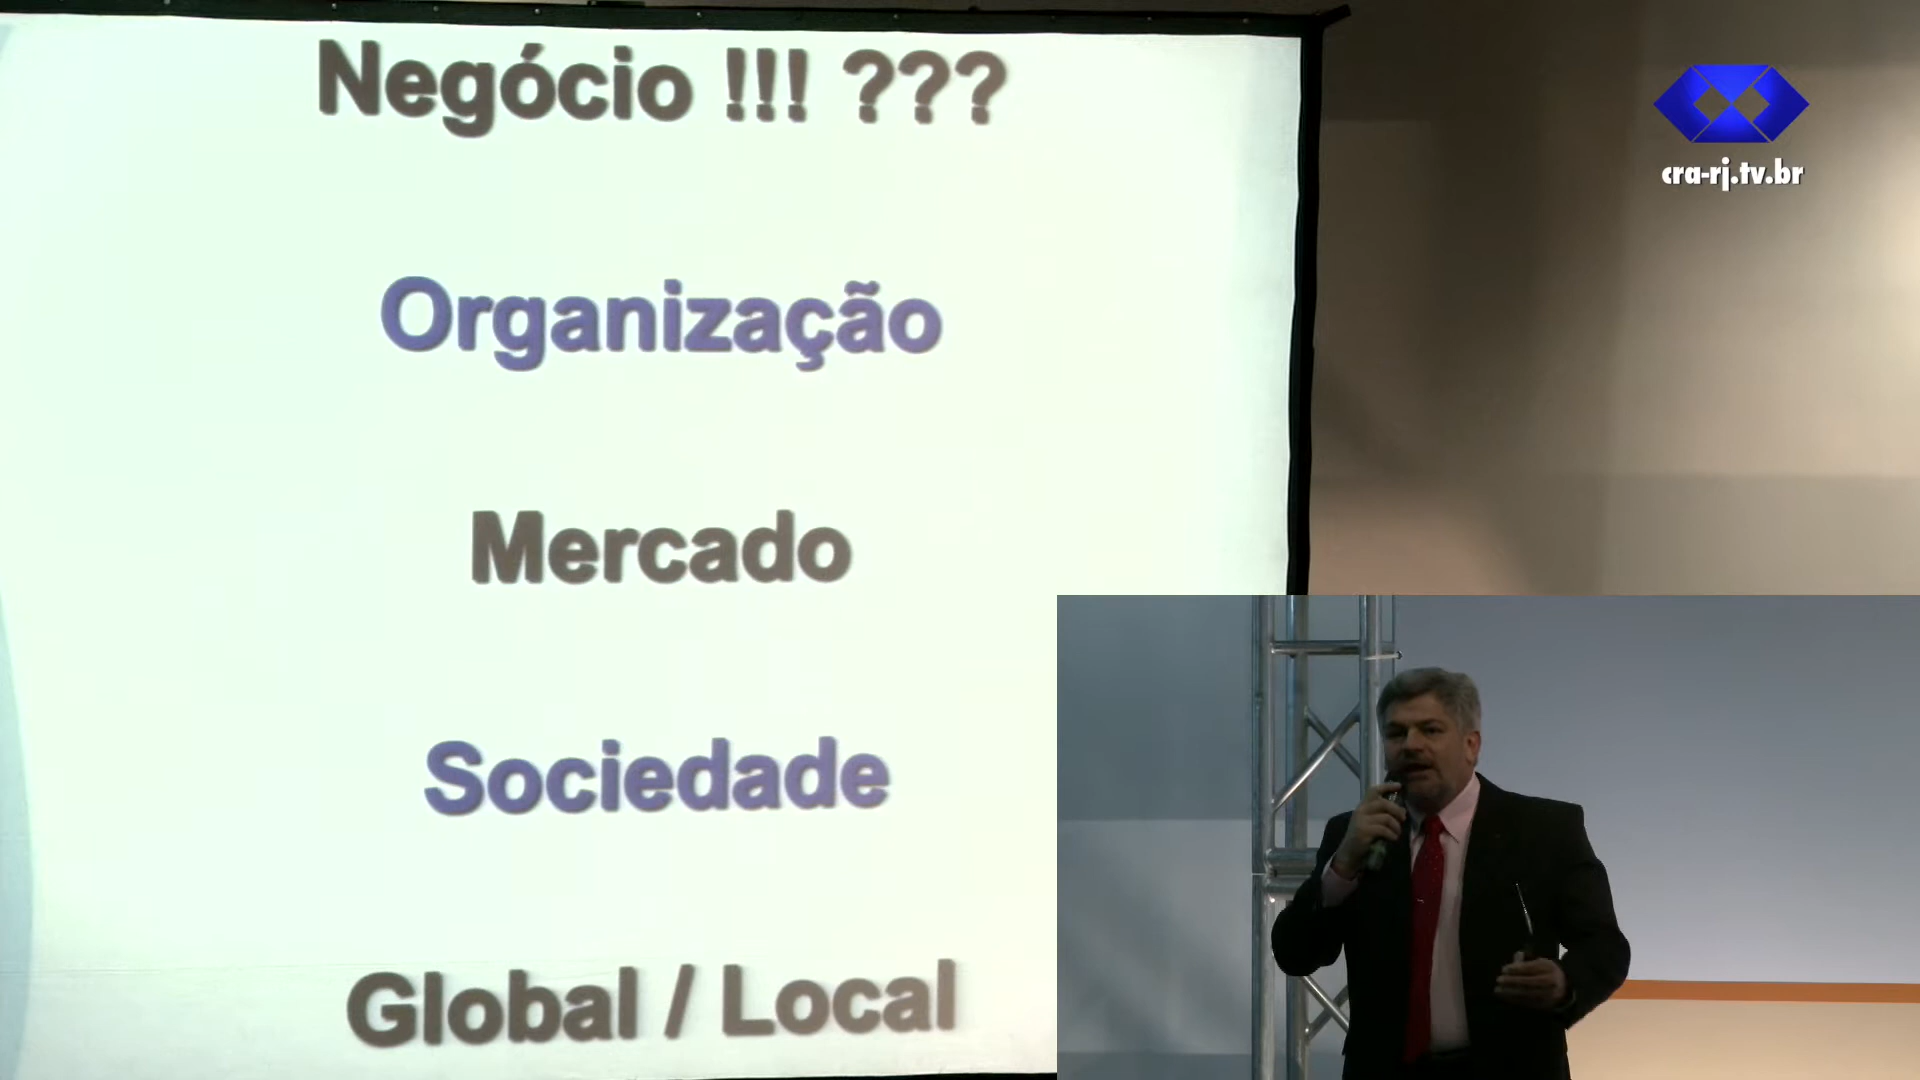 Negócio !!! ???
cra-rj.tv.br
Organização
Mercado
Sociedade
Global / Local